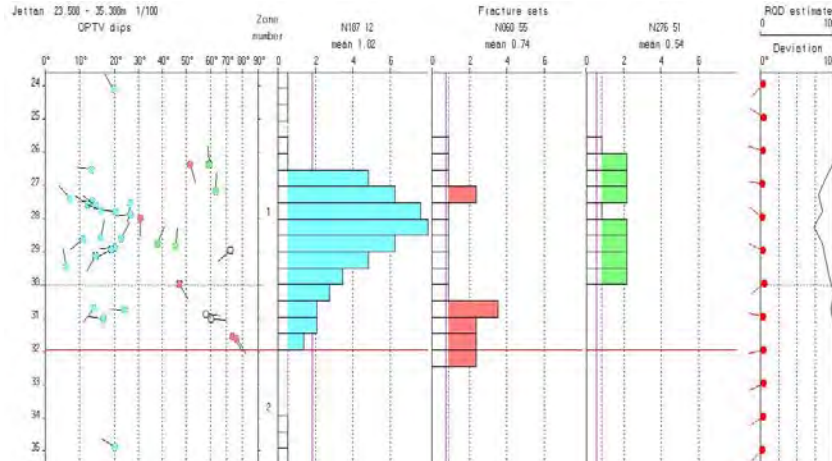 Jettan 23.500 - 35.300m 1/100
OPTV dips
Zone
number
Fracture sets
N187 12
mean 1.02
N060 55
mean 0.74
N276 51
mean 0.54
RQD estimate
0 10
Deviation
0° 10° 20° 30° 40° 50° 60° 70° 80° 90°
0 2 4 6
0 2 4 6
0 2 4 6
0° 10
24
25
26
27
28
29
30
31
32
33
34
35
1
2